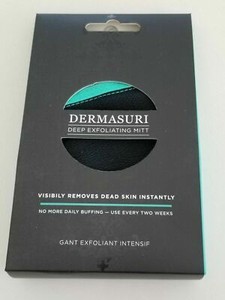 DERMASURI
DEEP EXFOLIATING MITT
VISIBILY REMOVES DEAD SKIN INSTANTLY
NO MORE DAILY BUFFING – USE EVERY TWO WEEKS
GANT EXFOLIANT INTENSIF